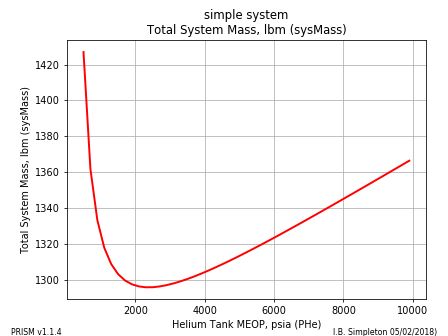 simple system
Total System Mass, lbm (sysMass)
Total System Mass, lbm (sysMass)
1420
1400
1380
1360
1340
1320
1300
2000 4000 6000 8000 10000
Helium Tank MEOP, psia (PHe)
PRISM v1.1.4 I.B. Simpleton 05/02/2018)